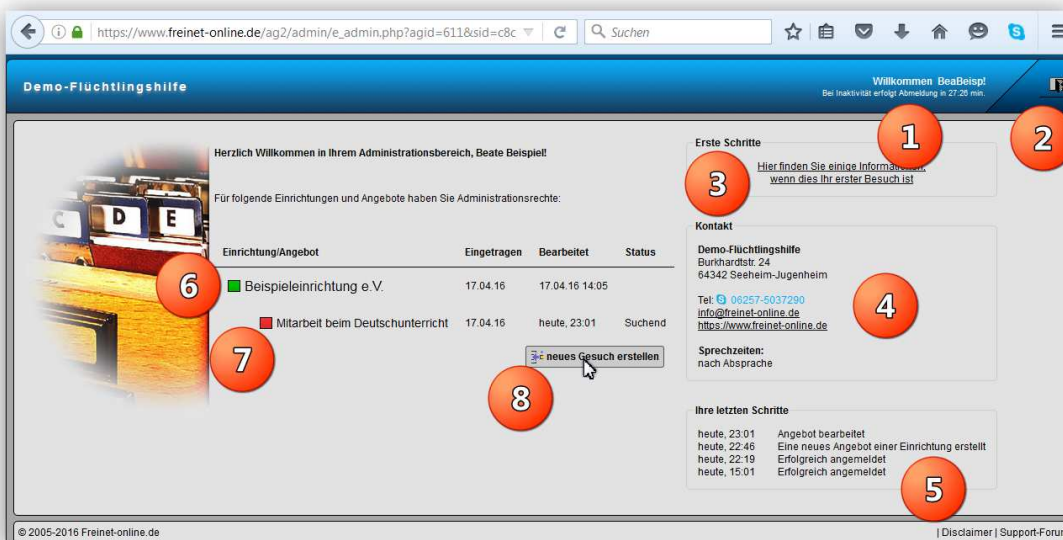 https://www.freinet-online.de/ag2/admin/e_admin.php?agid=611&sid=c8c
Suchen
Demo-Flüchtlingshilfe
Willkommen BeaBeisp!
Bei Inaktivität erfolgt Abmeldung in 27:26 min.
1
2
Herzlich Willkommen in Ihrem Administrationsbereich, Beate Beispiel!
Für folgende Einrichtungen und Angebote haben Sie Administrationsrechte:
C D E
Einrichtung/Angebot Eingetragen Bearbeitet Status
6 Beispieleinrichtung e.V. 17.04.16 17.04.16 14:05
Mitarbeit beim Deutschunterricht 17.04.16 heute, 23:01 Suchend
7
neues Gesuch erstellen
8
Erste Schritte
3
Hier finden Sie einige Informationen,
wenn dies Ihr erster Besuch ist
Kontakt
Demo-Flüchtlingshilfe
Burkhardtstr. 24
64342 Seeheim-Jugenheim
Tel: 06257-5037290
info@freinet-online.de
https://www.freinet-online.de
4
Sprechzeiten:
nach Absprache
Ihre letzten Schritte
heute, 23:01 Angebot bearbeitet
heute, 22:46 Eine neues Angebot einer Einrichtung erstellt
heute, 22:19 Erfolgreich angemeldet
heute, 15:01 Erfolgreich angemeldet
5
© 2005-2016 Freinet-online.de
| Disclaimer | Support-Forum